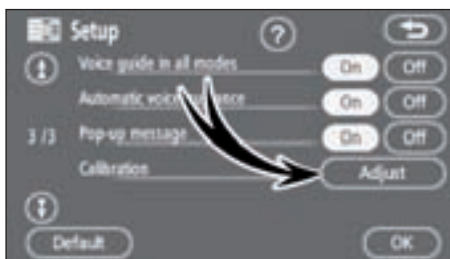 Setup ?
Voice guide in all modes On Off
Automatic voice On Off
3 /3 Pop-up message On Off
Calibration Adjust
Default OK